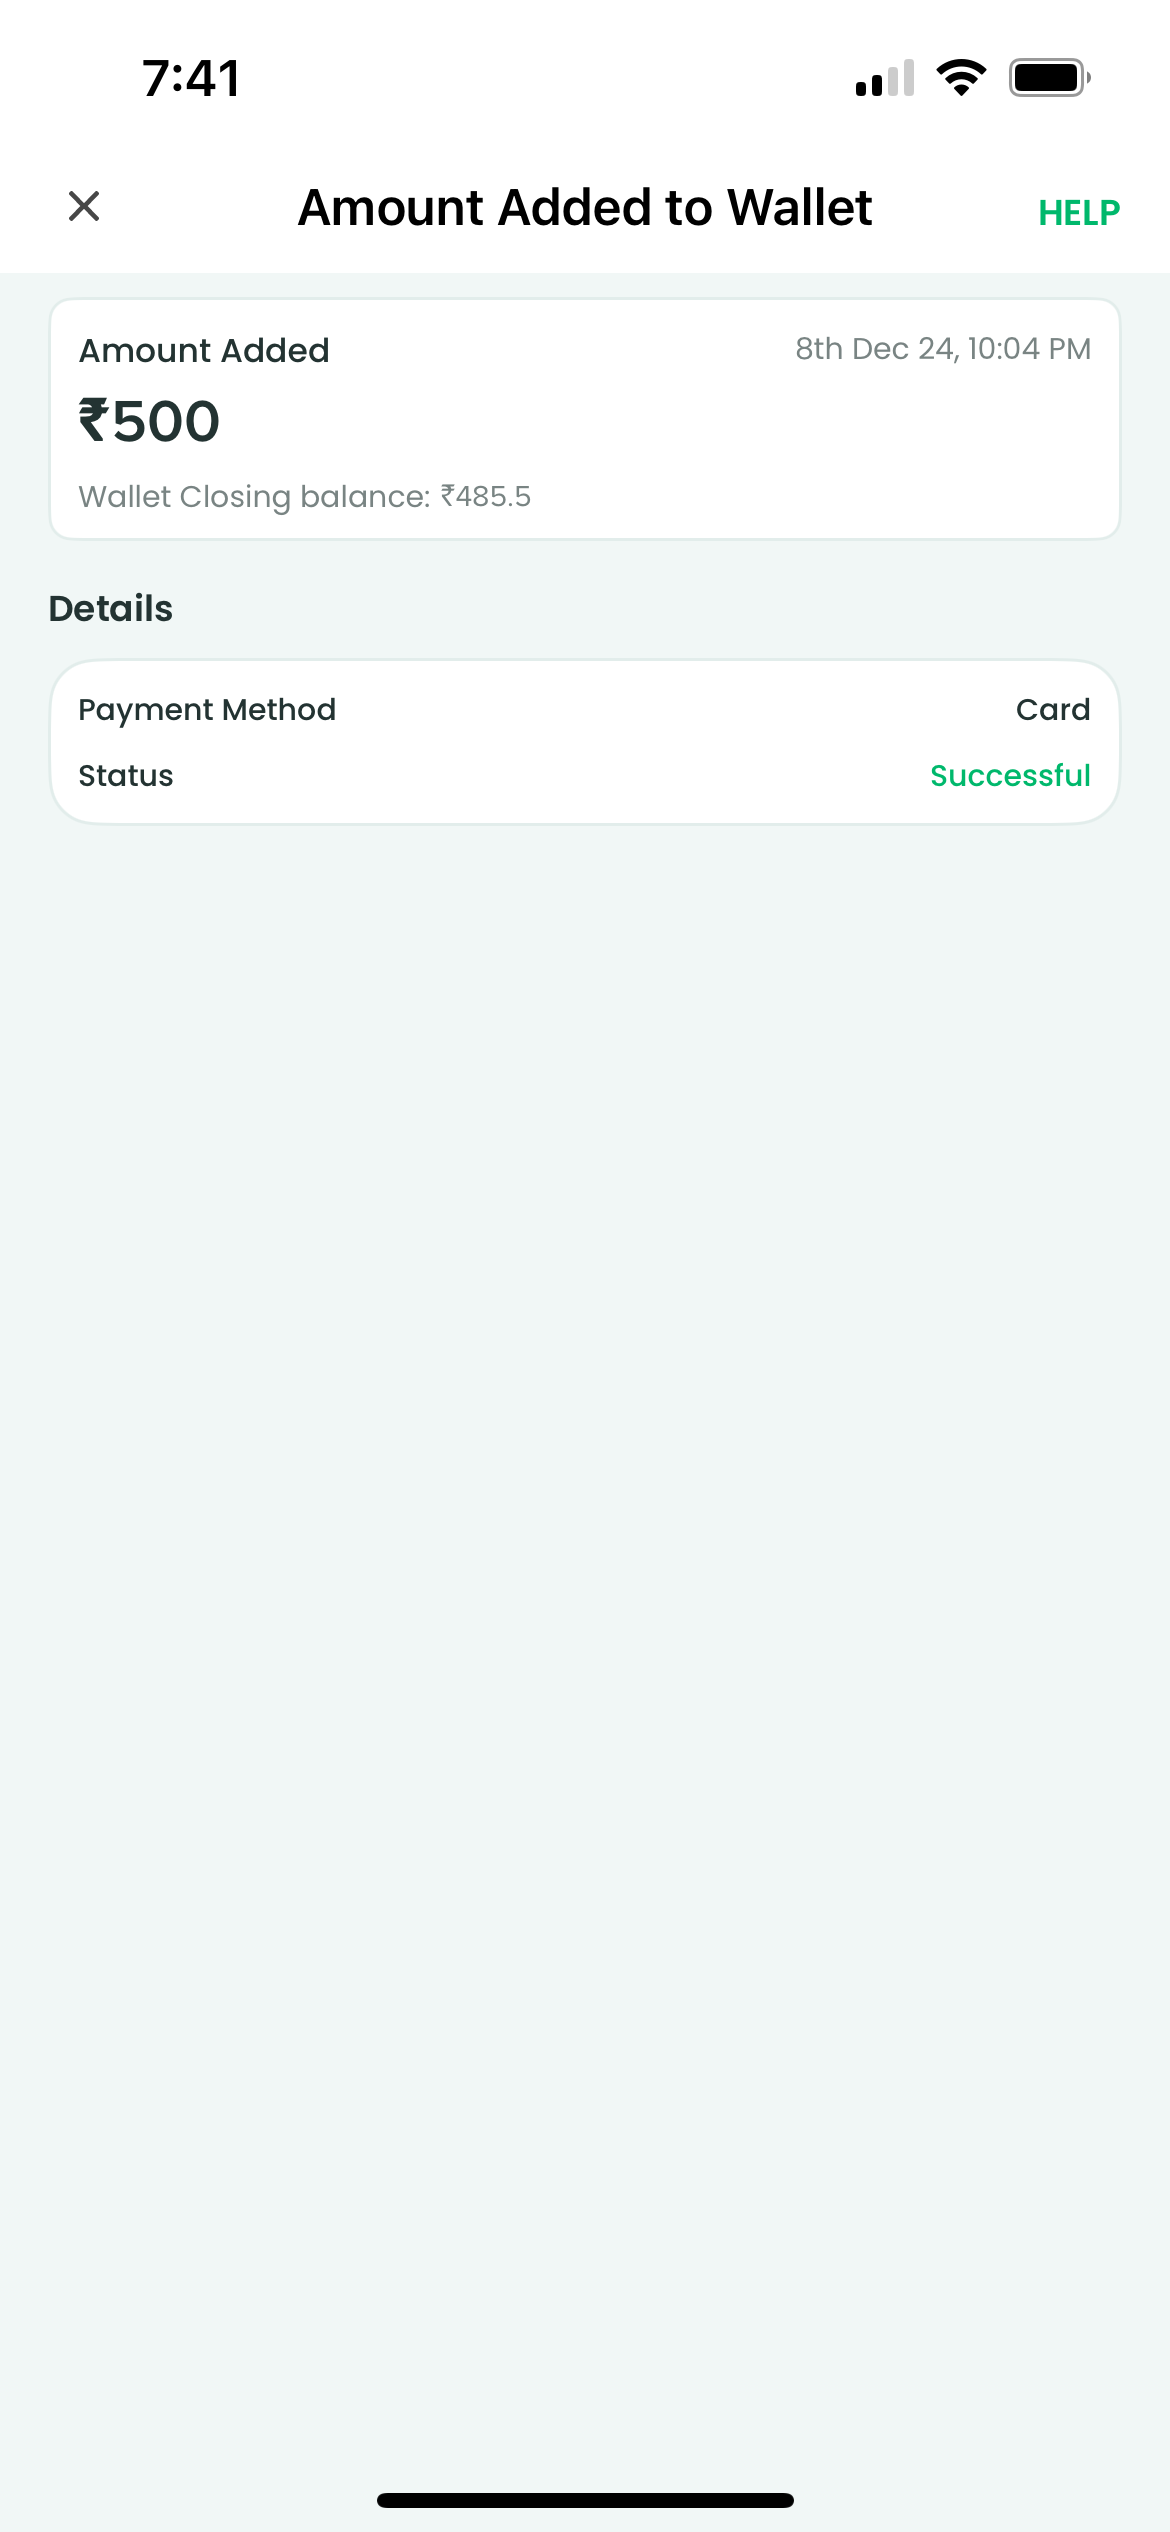 7:41
Amount Added to Wallet
HELP
Amount Added
8th Dec 24, 10:04 PM
₹500
Wallet Closing balance: ₹485.5
Details
Payment Method
Card
Status
Successful